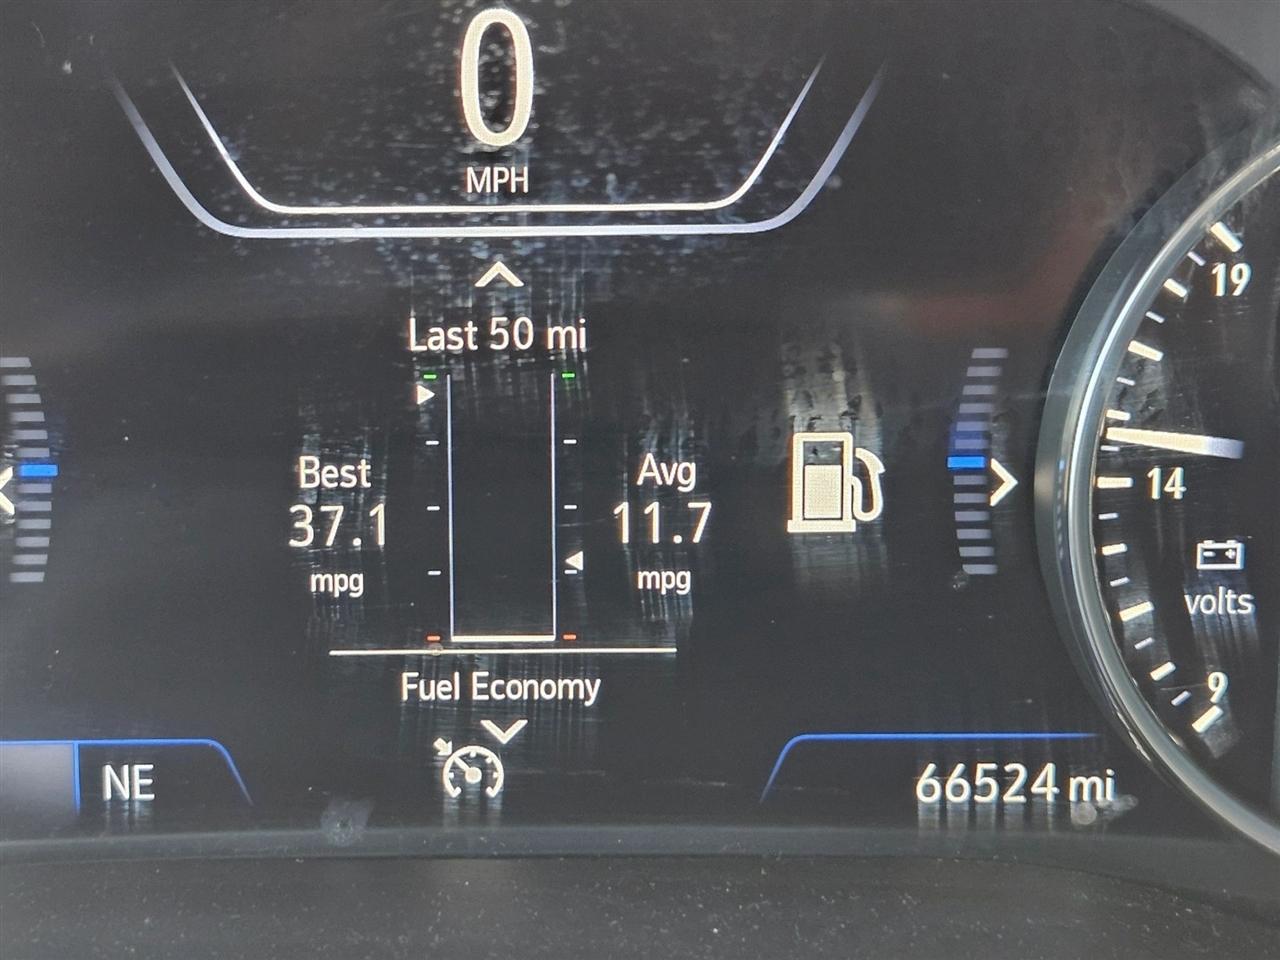 0
MPH
Last 50 mi
Best
37.1
mpg
Avg
11.7
mpg
Fuel Economy
NE
66524 mi
19
14
volts
9